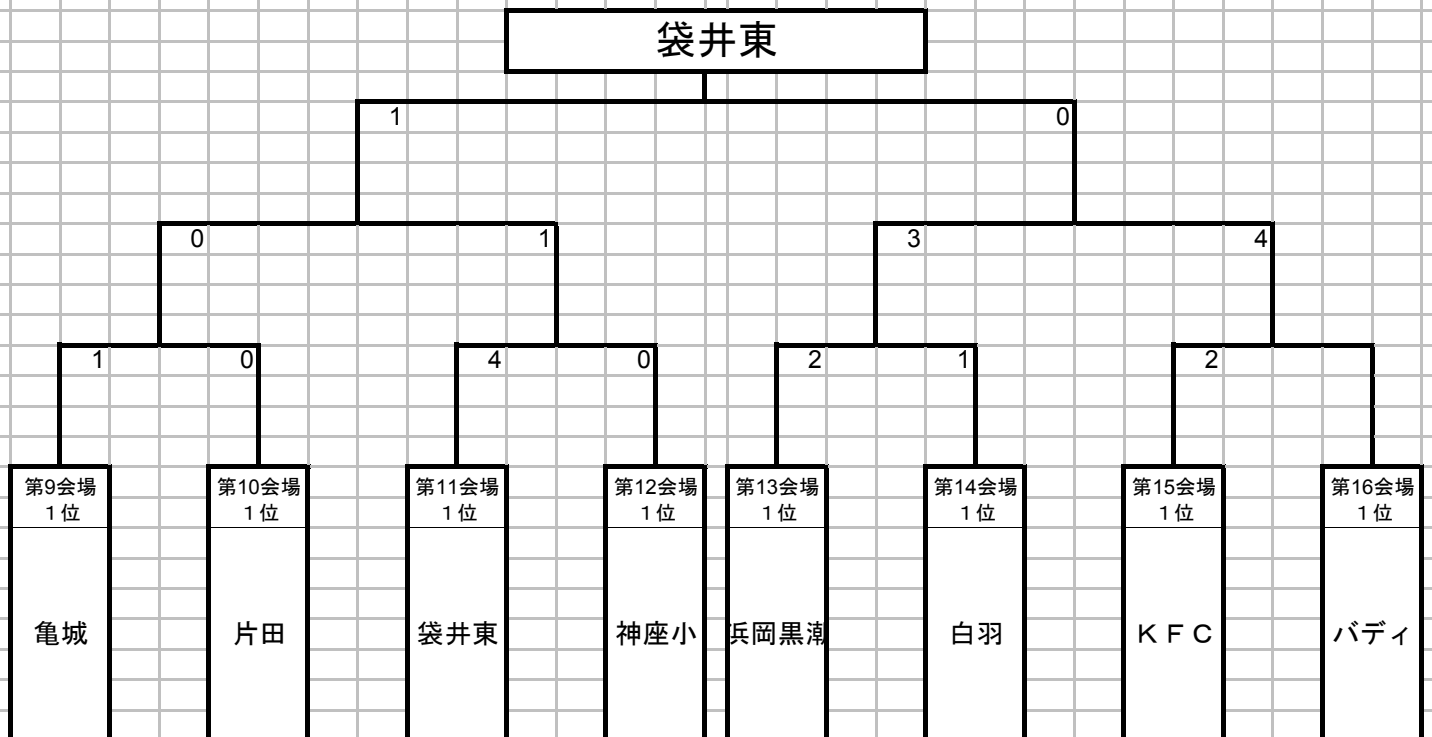 袋井東
1 0
0 1 3 4
1 0 4 0 2 1 2
第9会場 第10会場 第11会場 第12会場 第13会場 第14会場 第15会場 第16会場
1位 1位 1位 1位 1位 1位 1位 1位
亀城 片田 袋井東 神座小 浜岡黒潮 白羽 ＫＦＣ バディ